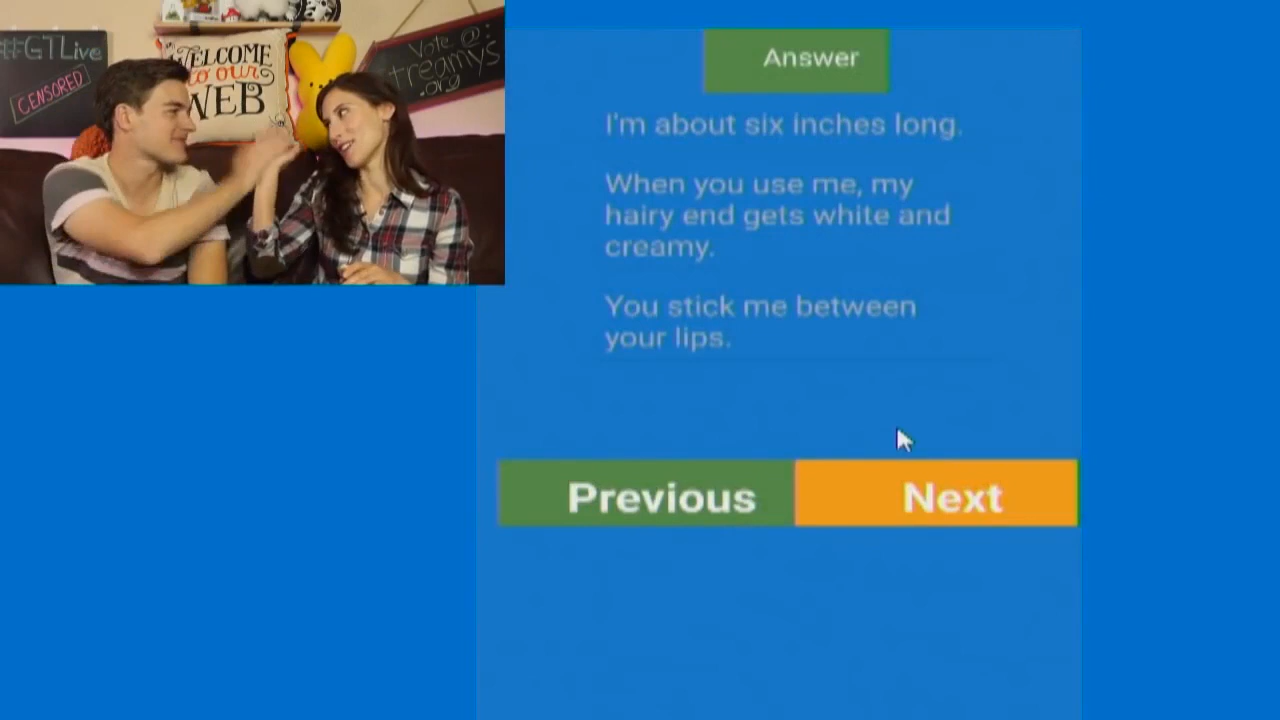 #GTLive
CENSORED
WELCOME
to our
WEB
Vote @:
streamys
.org
Answer
I'm about six inches long.
When you use me, my
hairy end gets white and
creamy.
You stick me between
your lips.
Previous
Next